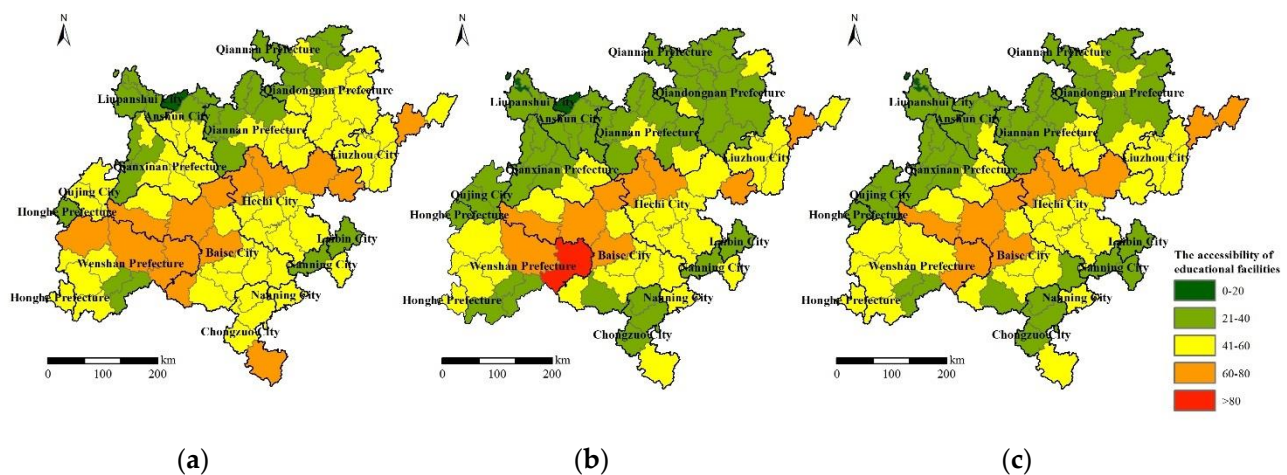 N
Qiannan Prefecture
Qiandongnan Prefecture
Liupanshui City
Anshun City
Qiannan Prefecture
Liuzhou City
Qianxinan Prefecture
Qujing City
Hechi City
Honghe Prefecture
Laibin City
Baise City
Wenshan Prefecture
Nanning City
Nanning City
Honghe Prefecture
Chongzuo City
km
0 100 200
(a)
N
Qiannan Prefecture
Qiandongnan Prefecture
Liupanshui City
Anshun City
Qiannan Prefecture
Liuzhou City
Qianxinan Prefecture
Qujing City
Hechi City
Honghe Prefecture
Laibin City
Baise City
Wenshan Prefecture
Nanning City
Nanning City
Honghe Prefecture
Chongzuo City
km
0 100 200
(b)
N
Qiannan Prefecture
Qiandongnan Prefecture
Liupanshui City
Anshun City
Qiannan Prefecture
Liuzhou City
Qianxinan Prefecture
Qujing City
Hechi City
Honghe Prefecture
Laibin City
Baise City
Wenshan Prefecture
Nanning City
Nanning City
Honghe Prefecture
Chongzuo City
km
0 100 200
(c)
The accessibility of
educational facilities
0-20
21-40
41-60
60-80
>80